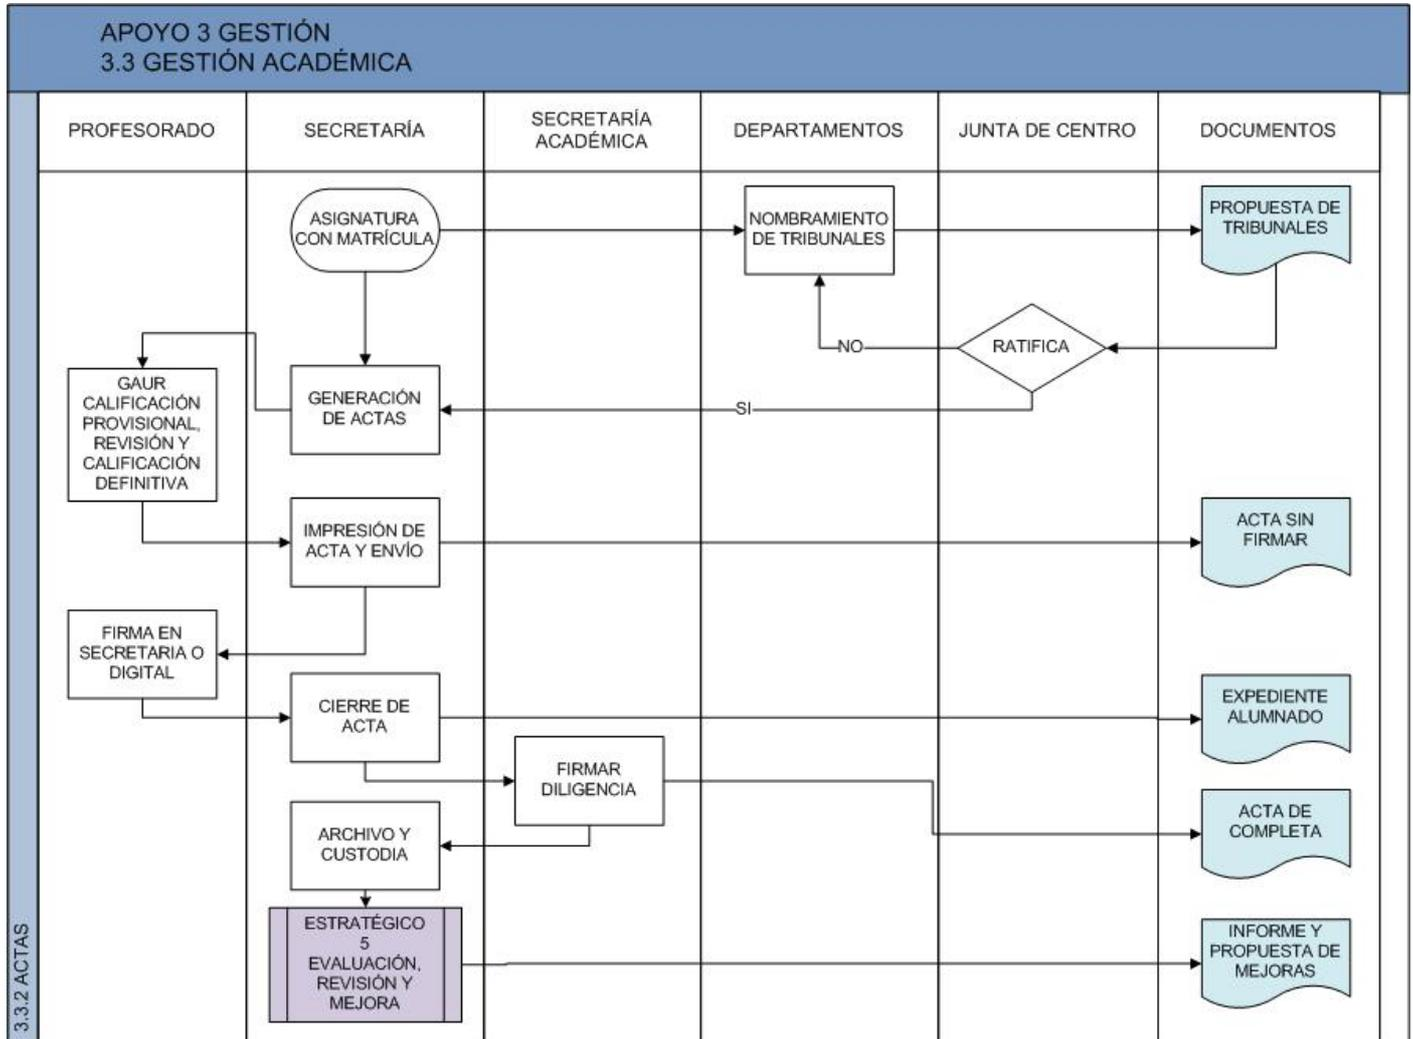 APOYO 3 GESTIÓN
3.3 GESTIÓN ACADÉMICA
PROFESORADO
SECRETARÍA
SECRETARÍA
ACADÉMICA
DEPARTAMENTOS
JUNTA DE CENTRO
DOCUMENTOS
ASIGNATURA
CON MATRÍCULA
NOMBRAMIENTO
DE TRIBUNALES
PROPUESTA DE
TRIBUNALES
NO
RATIFICA
GAUR
CALIFICACIÓN
PROVISIONAL,
REVISIÓN Y
CALIFICACIÓN
DEFINITIVA
GENERACIÓN
DE ACTAS
SI
IMPRESIÓN DE
ACTA Y ENVÍO
ACTA SIN
FIRMAR
FIRMA EN
SECRETARIA O
DIGITAL
CIERRE DE
ACTA
EXPEDIENTE
ALUMNADO
FIRMAR
DILIGENCIA
ARCHIVO Y
CUSTODIA
ACTA DE
COMPLETA
ESTRATÉGICO
5
EVALUACIÓN,
REVISIÓN Y
MEJORA
INFORME Y
PROPUESTA DE
MEJORAS
3.3.2 ACTAS